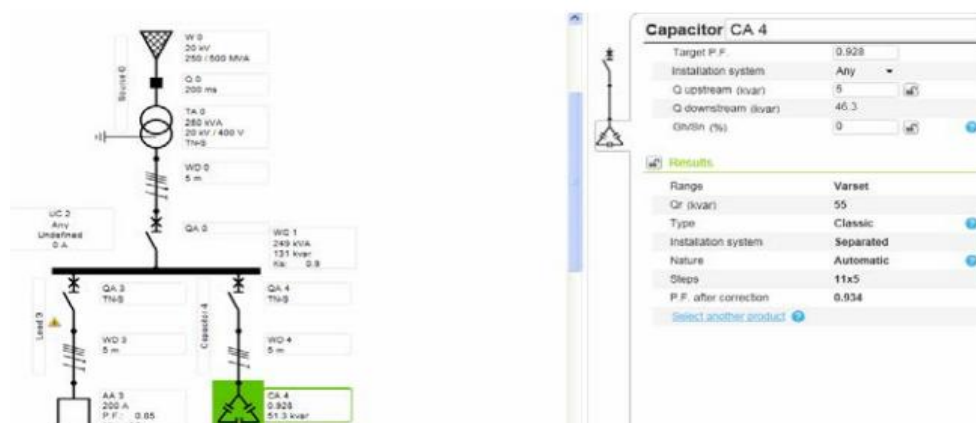 W 0
20 kV
250 / 500 MVA
Source 0
Q 0
200 ms
TA 0
250 kVA
20 kV / 400 V
TN-S
WD 0
5 m
UC 2
Any
Undefined
0 A
QA 0
WC 1
249 kVA
131 kvar
Ks: 0.9
QA 3
TN-S
QA 4
TN-S
Load 3
Capacitor 4
WD 3
5 m
WD 4
5 m
AA 3
200 A
P.F.: 0.85
CA 4
0.928
51.3 kvar
Capacitor CA 4
Target P.F. 0.928
Installation system Any
Q upstream (kvar) 5
Q downstream (kvar) 46.3
Gh/Sn (%) 0
Results
Range Varset
Qr (kvar) 55
Type Classic
Installation system Separated
Nature Automatic
Steps 11x5
P.F. after correction 0.934
Select another product